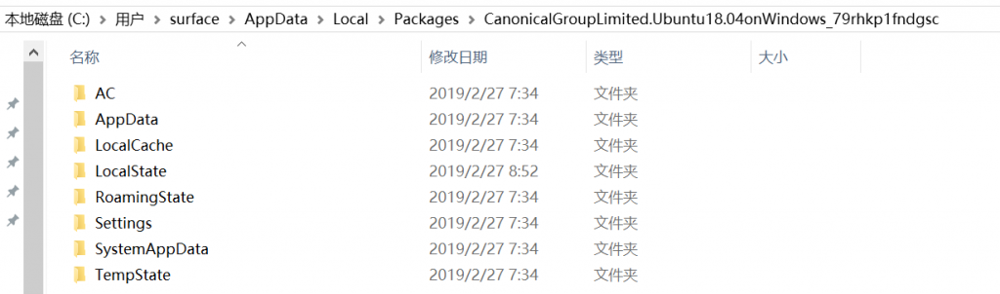 本地磁盘 (C:) › 用户 › surface › AppData › Local › Packages › CanonicalGroupLimited.Ubuntu18.04onWindows_79rhkp1fndgsc
名称 修改日期 类型 大小
AC 2019/2/27 7:34 文件夹
AppData 2019/2/27 7:34 文件夹
LocalCache 2019/2/27 7:34 文件夹
LocalState 2019/2/27 8:52 文件夹
RoamingState 2019/2/27 7:34 文件夹
Settings 2019/2/27 7:34 文件夹
SystemAppData 2019/2/27 7:34 文件夹
TempState 2019/2/27 7:34 文件夹